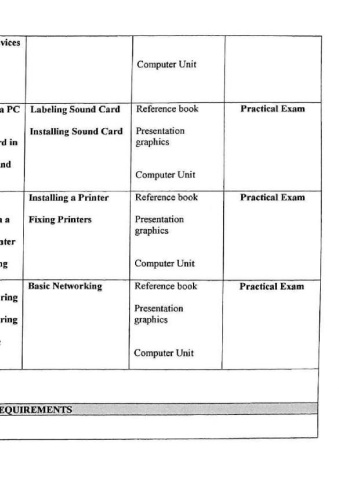 vices
Computer Unit
a PC Labeling Sound Card Reference book Practical Exam
Installing Sound Card Presentation
rd in graphics
nd
Computer Unit
Installing a Printer Reference book Practical Exam
n a Fixing Printers Presentation
graphics
nter
ng Computer Unit
Basic Networking Reference book Practical Exam
ring
Presentation
ring graphics
Computer Unit
EQUIREMENTS